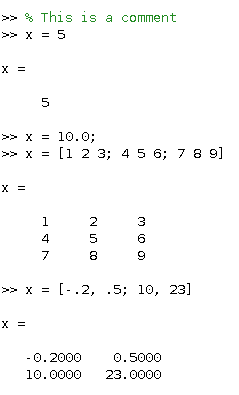 >> % This is a comment
>> x = 5
x =
5
>> x = 10.0;
>> x = [1 2 3; 4 5 6; 7 8 9]
x =
1 2 3
4 5 6
7 8 9
>> x = [-.2, .5; 10, 23]
x =
-0.2000 0.5000
10.0000 23.0000